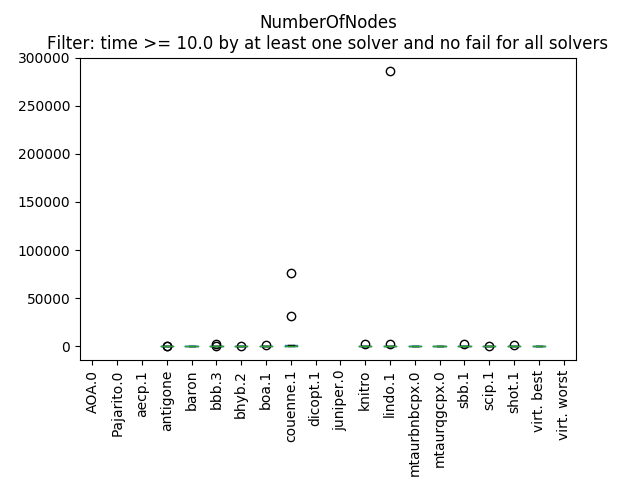 NumberOfNodes
Filter: time >= 10.0 by at least one solver and no fail for all solvers
300000
250000
200000
150000
100000
50000
0
AOA.0
Pajarito.0
aecp.1
antigone
baron
bbb.3
bhyb.2
boa.1
couenne.1
dicopt.1
juniper.0
knitro
lindo.1
mtaurbnbcpx.0
mtaurqgcpx.0
sbb.1
scip.1
shot.1
virt. best
virt. worst